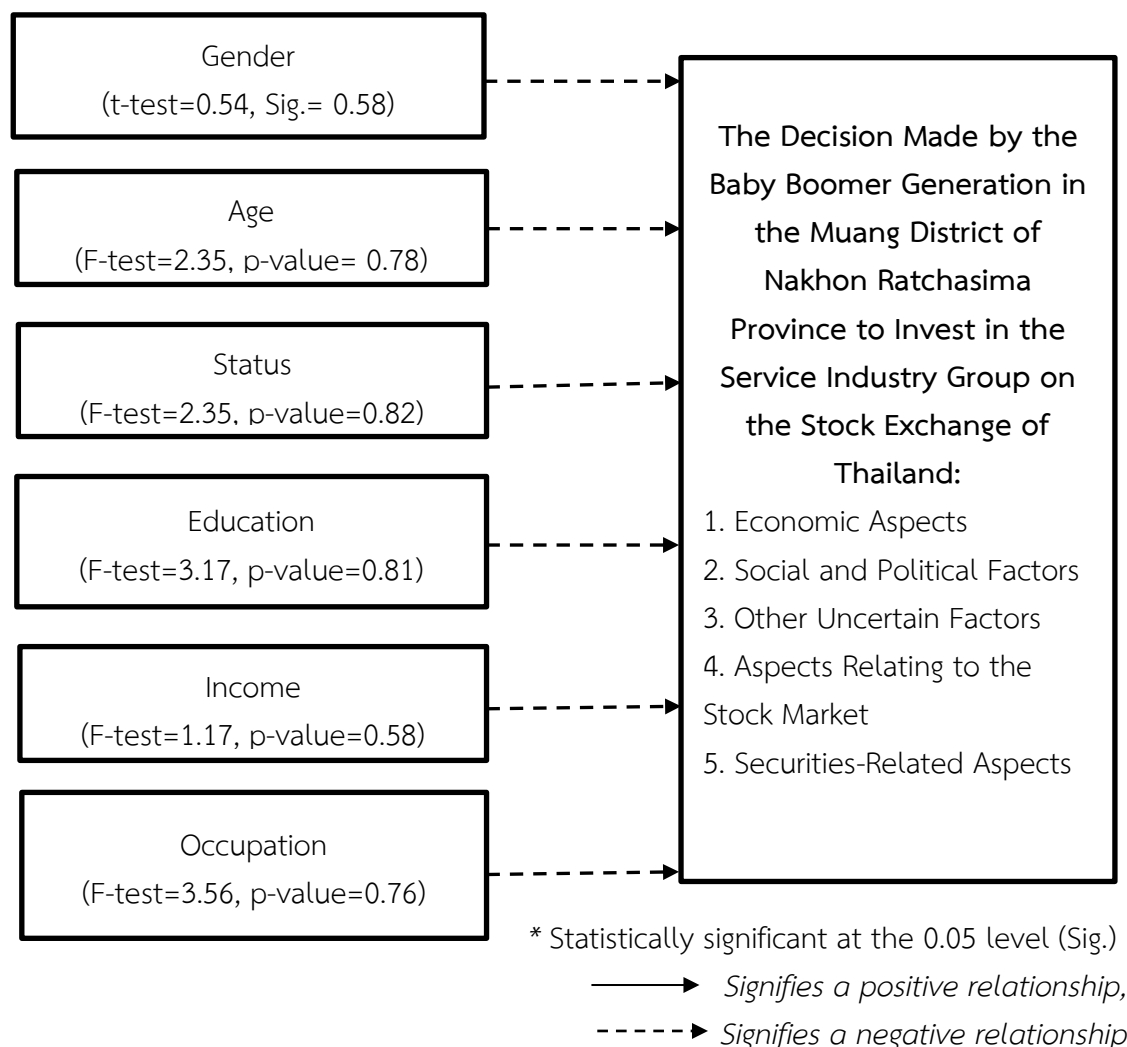 Gender
(t-test=0.54, Sig.= 0.58)
Age
(F-test=2.35, p-value= 0.78)
Status
(F-test=2.35, p-value=0.82)
Education
(F-test=3.17, p-value=0.81)
Income
(F-test=1.17, p-value=0.58)
Occupation
(F-test=3.56, p-value=0.76)
The Decision Made by the
Baby Boomer Generation in
the Muang District of
Nakhon Ratchasima
Province to Invest in the
Service Industry Group on
the Stock Exchange of
Thailand:
1. Economic Aspects
2. Social and Political Factors
3. Other Uncertain Factors
4. Aspects Relating to the
Stock Market
5. Securities-Related Aspects
* Statistically significant at the 0.05 level (Sig.)
Signifies a positive relationship,
Signifies a negative relationship